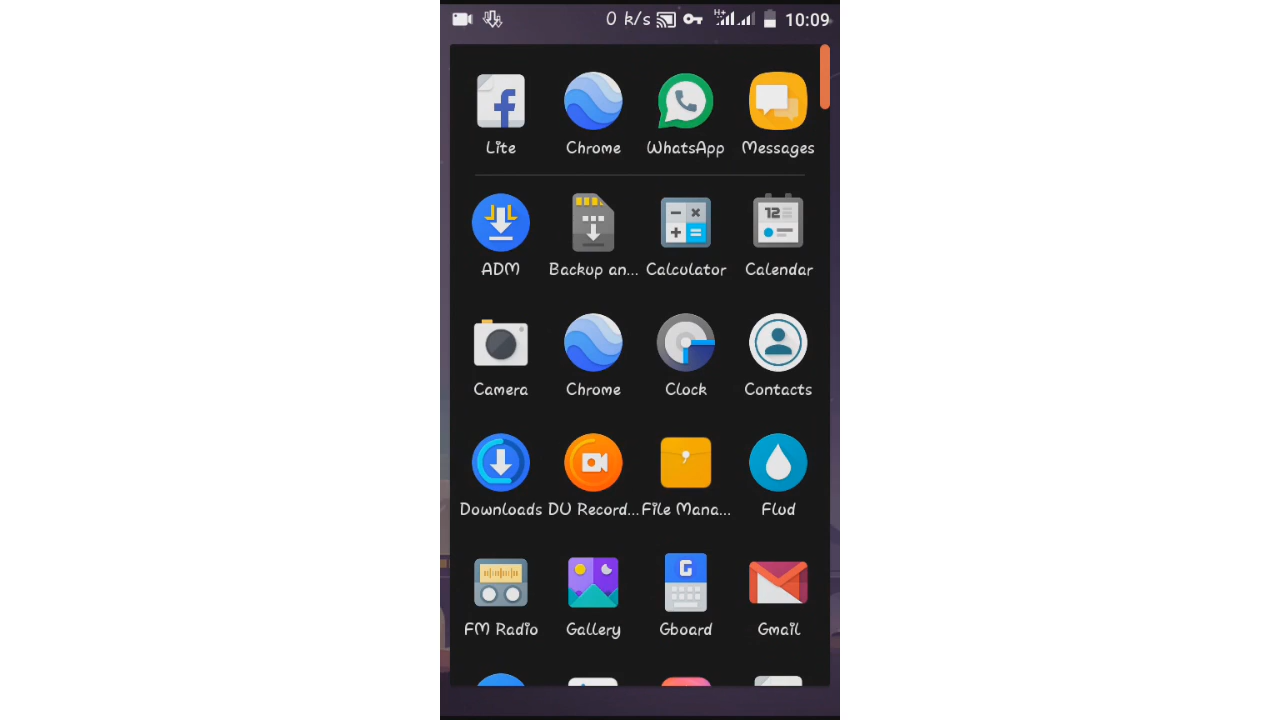 0 k/s H+ 10:09
Lite Chrome WhatsApp Messages
12
ADM Backup an... Calculator Calendar
Camera Chrome Clock Contacts
Downloads DU Record... File Mana... Flud
G
FM Radio Gallery Gboard Gmail